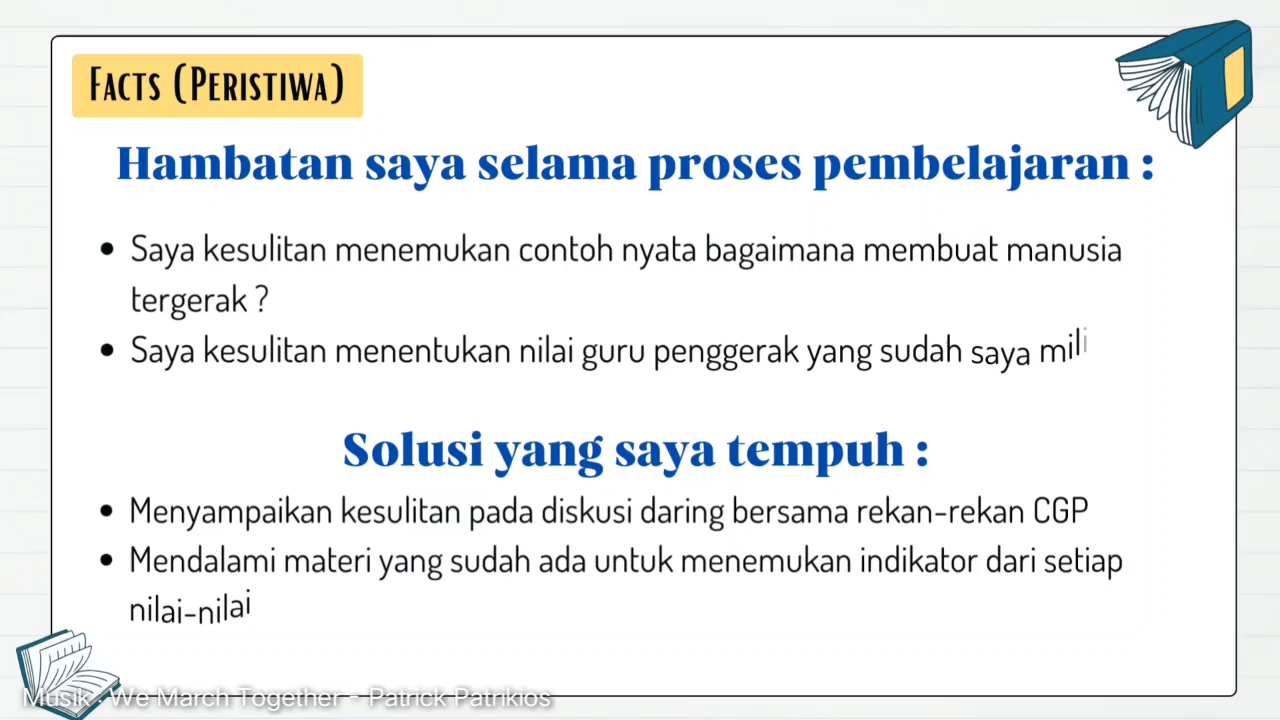 Facts (Peristiwa)
Hambatan saya selama proses pembelajaran :
• Saya kesulitan menemukan contoh nyata bagaimana membuat manusia
tergerak ?
• Saya kesulitan menentukan nilai guru penggerak yang sudah saya mili
Solusi yang saya tempuh :
• Menyampaikan kesulitan pada diskusi daring bersama rekan-rekan CGP
• Mendalami materi yang sudah ada untuk menemukan indikator dari setiap
nilai-nilai
Musik : We March Together - Patrick Patrikios